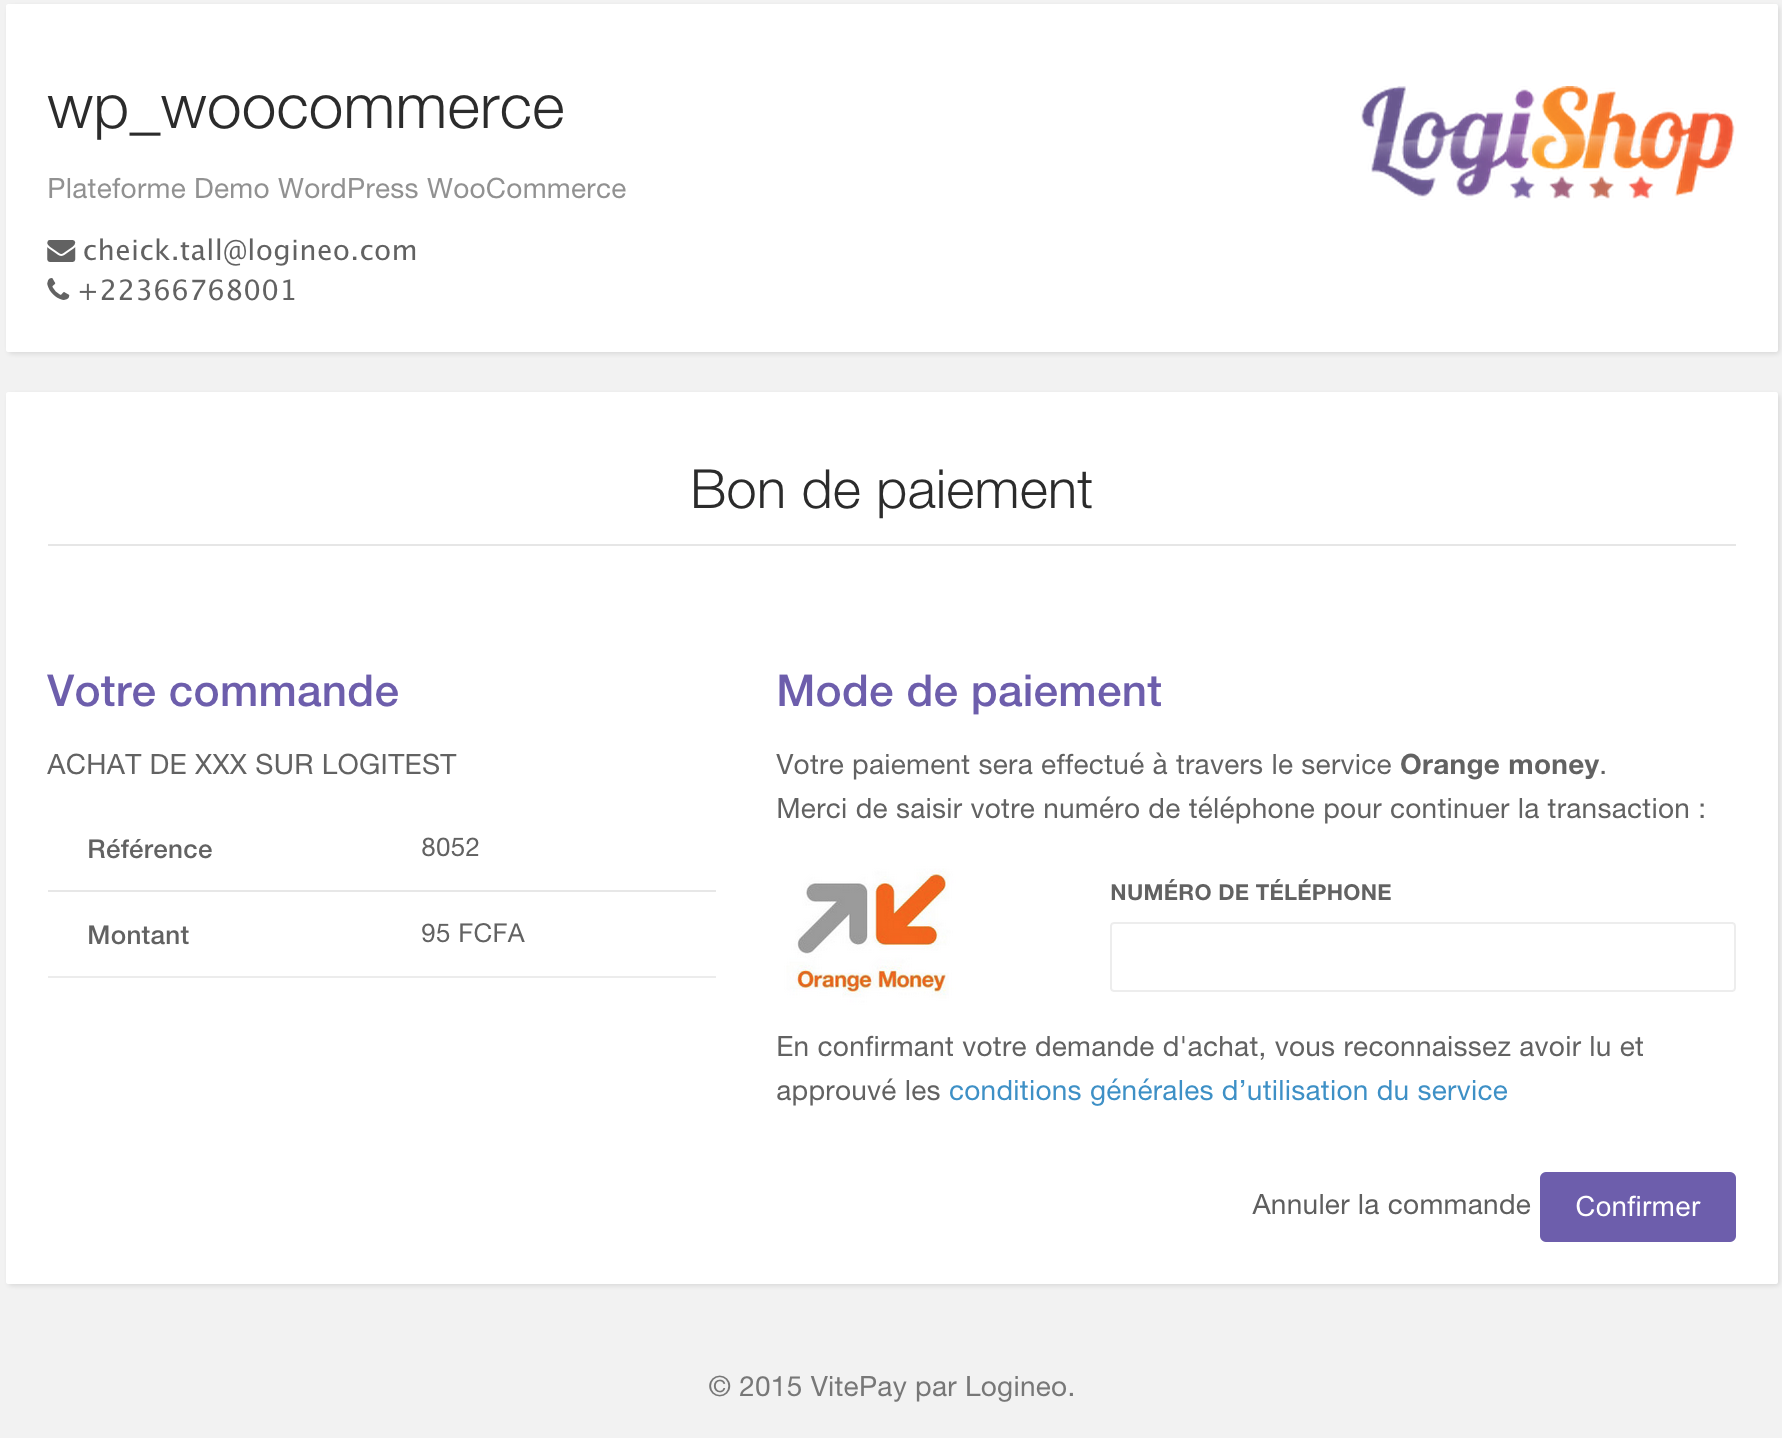 wp_woocommerce
LogiShop
Plateforme Demo WordPress WooCommerce
cheick.tall@logineo.com
+22366768001
Bon de paiement
Votre commande
ACHAT DE XXX SUR LOGITEST
Référence 8052
Montant 95 FCFA
Mode de paiement
Votre paiement sera effectué à travers le service Orange money.
Merci de saisir votre numéro de téléphone pour continuer la transaction :
Orange Money
NUMÉRO DE TÉLÉPHONE
En confirmant votre demande d'achat, vous reconnaissez avoir lu et
approuvé les conditions générales d’utilisation du service
Annuler la commande Confirmer
© 2015 VitePay par Logineo.